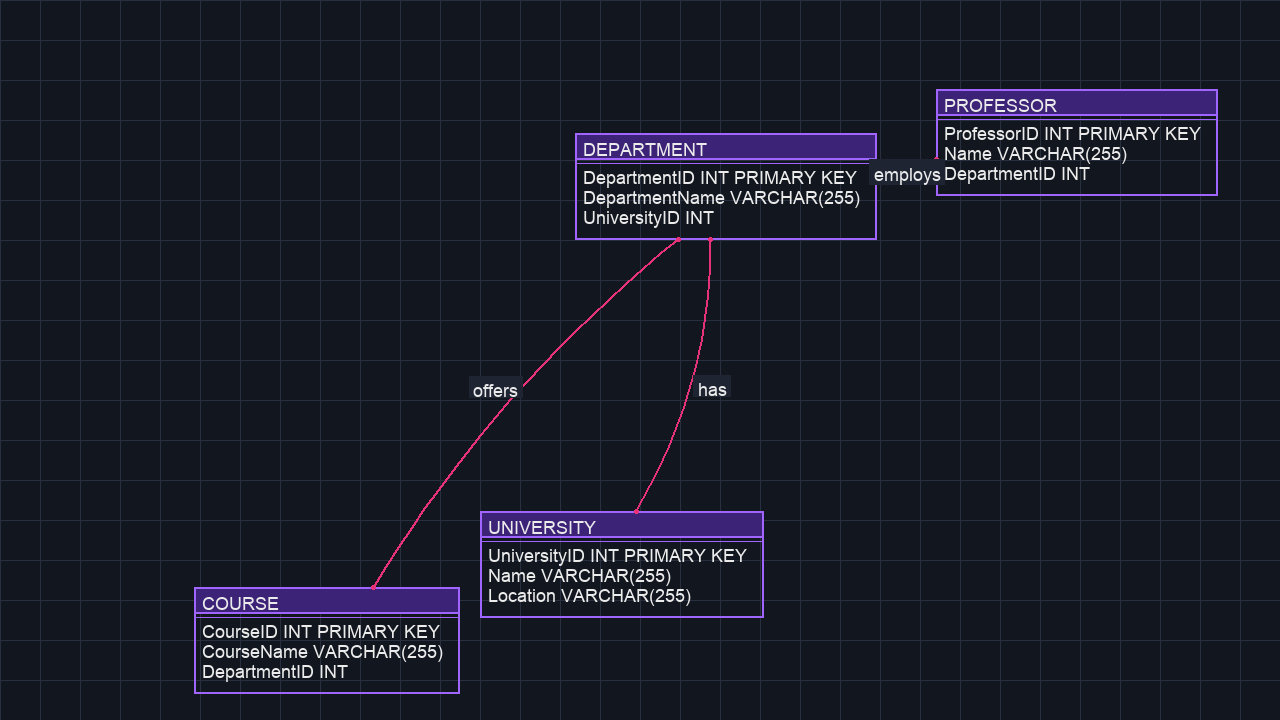 PROFESSOR
ProfessorID INT PRIMARY KEY
Name VARCHAR(255)
DepartmentID INT
DEPARTMENT
DepartmentID INT PRIMARY KEY
DepartmentName VARCHAR(255)
UniversityID INT
employs
offers
has
UNIVERSITY
UniversityID INT PRIMARY KEY
Name VARCHAR(255)
Location VARCHAR(255)
COURSE
CourseID INT PRIMARY KEY
CourseName VARCHAR(255)
DepartmentID INT